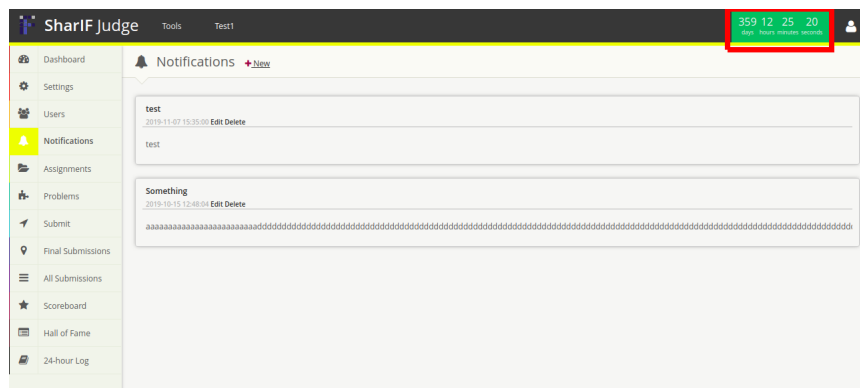 SharIF Judge Tools Test1
359 12 25 20
days hours minutes seconds
Dashboard
Settings
Users
Notifications
Assignments
Problems
Submit
Final Submissions
All Submissions
Scoreboard
Hall of Fame
24-hour Log
Notifications +New
test
2019-11-07 15:35:00 Edit Delete
test
Something
2019-10-15 12:48:04 Edit Delete